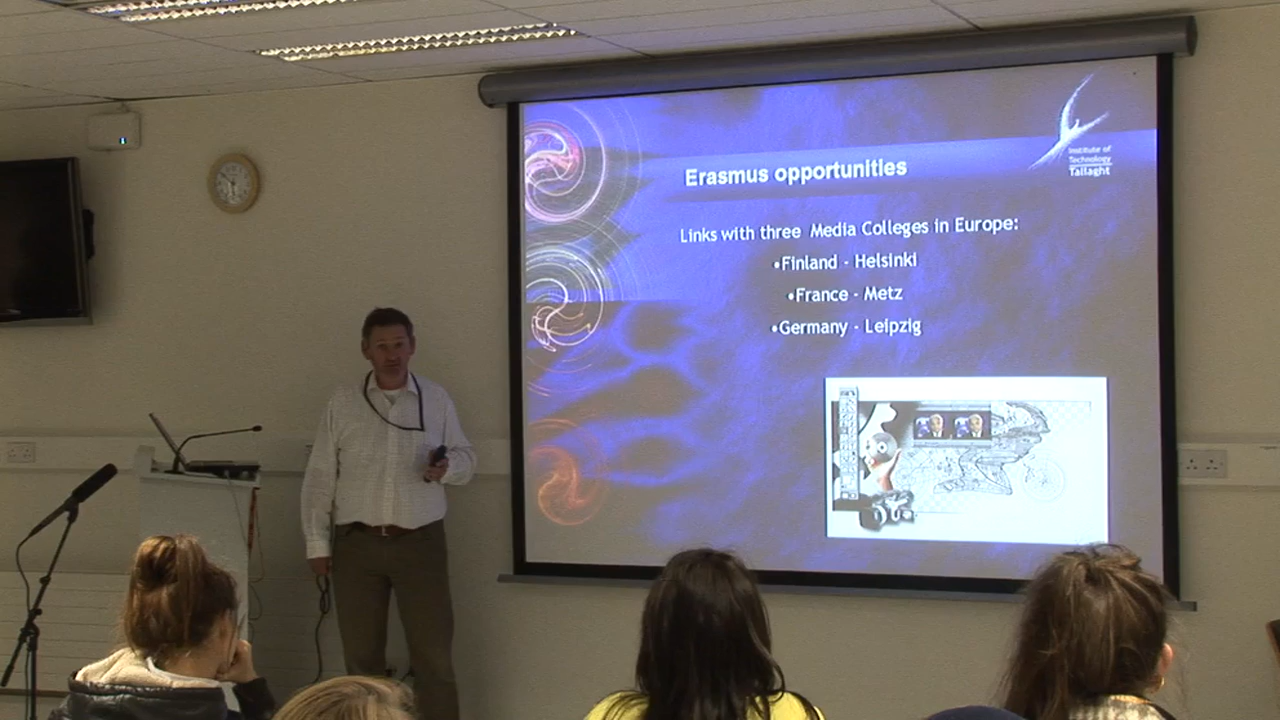 Institute of
Technology
Tallaght
Erasmus opportunities
Links with three Media Colleges in Europe:
•Finland - Helsinki
•France - Metz
•Germany - Leipzig